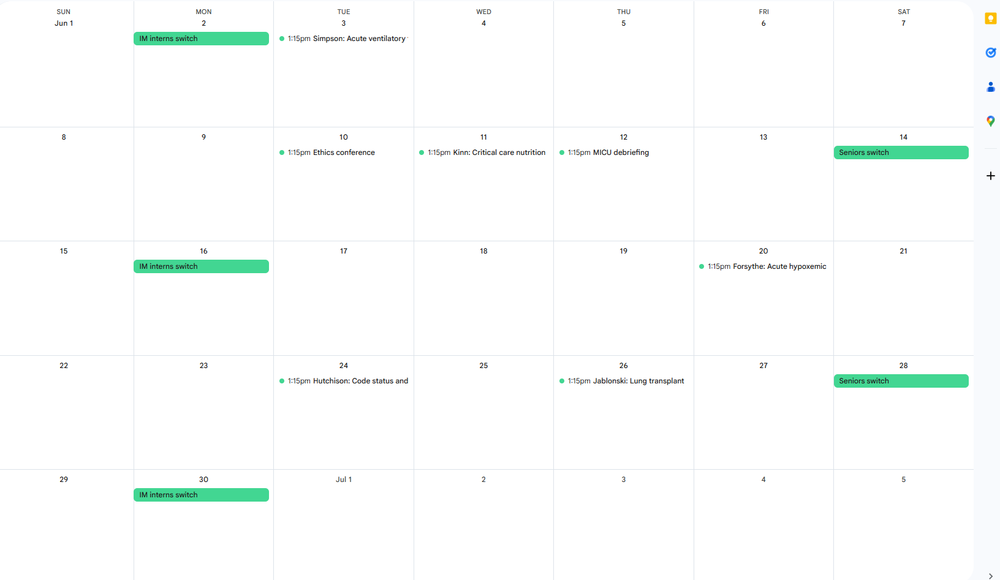 SUN MON TUE WED THU FRI SAT
Jun 1 2 3 4 5 6 7
IM interns switch
1:15pm Simpson: Acute ventilatory
8 9 10 11 12 13 14
1:15pm Ethics conference
1:15pm Kinn: Critical care nutrition
1:15pm MICU debriefing
Seniors switch
15 16 17 18 19 20 21
IM interns switch
1:15pm Forsythe: Acute hypoxemic
22 23 24 25 26 27 28
1:15pm Hutchison: Code status and
1:15pm Jablonski: Lung transplant
Seniors switch
29 30 Jul 1 2 3 4 5
IM interns switch